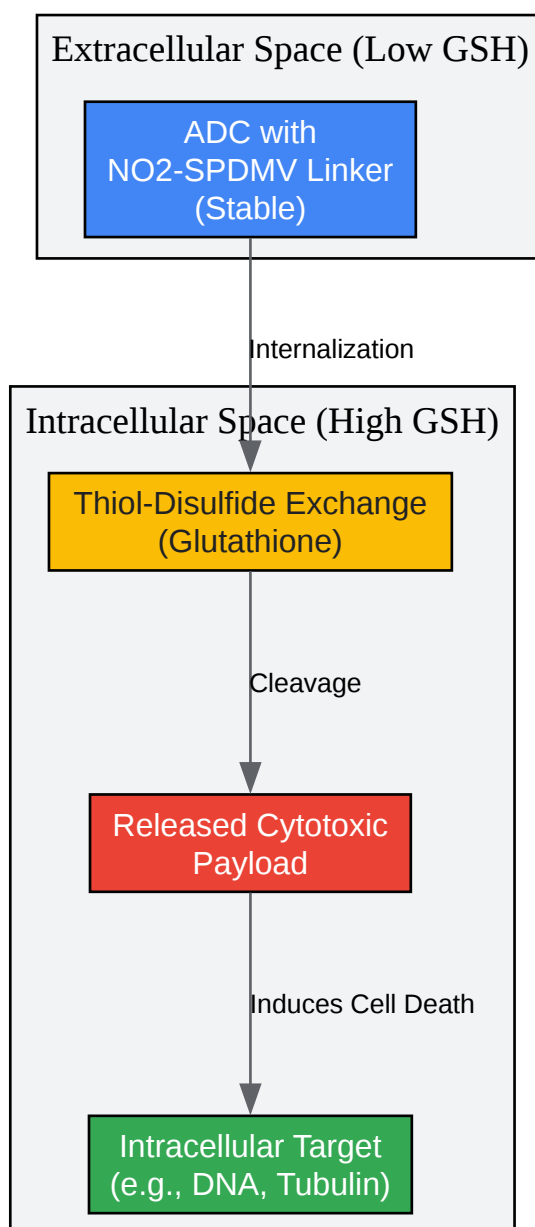 Extracellular Space (Low GSH)
ADC with
NO2-SPDMV Linker
(Stable)
Internalization
Intracellular Space (High GSH)
Thiol-Disulfide Exchange
(Glutathione)
Cleavage
Released Cytotoxic
Payload
Induces Cell Death
Intracellular Target
(e.g., DNA, Tubulin)